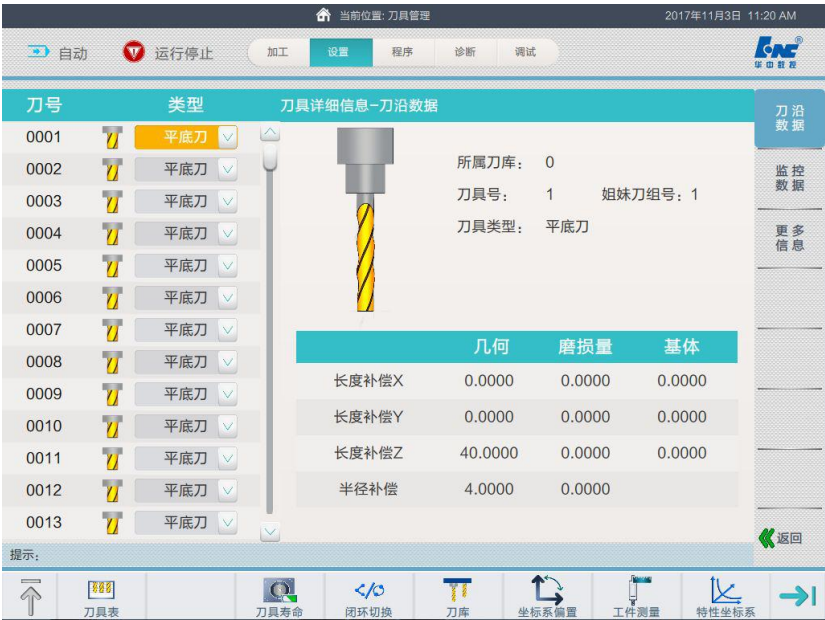 当前位置: 刀具管理 2017年11月3日 11:20 AM
自动 运行停止 加工 设置 程序 诊断 调试
HNC®
华中数控
刀号 类型 刀具详细信息-刀沿数据
刀沿
数据
监控
数据
更多
信息
返回
0001 平底刀
0002 平底刀
0003 平底刀
0004 平底刀
0005 平底刀
0006 平底刀
0007 平底刀
0008 平底刀
0009 平底刀
0010 平底刀
0011 平底刀
0012 平底刀
0013 平底刀
所属刀库: 0
刀具号: 1 姐妹刀组号: 1
刀具类型: 平底刀
几何 磨损量 基体
长度补偿X 0.0000 0.0000 0.0000
长度补偿Y 0.0000 0.0000 0.0000
长度补偿Z 40.0000 0.0000 0.0000
半径补偿 4.0000 0.0000
提示:
刀具表 刀具寿命 闭环切换 刀库 坐标系偏置 工件测量 特性坐标系